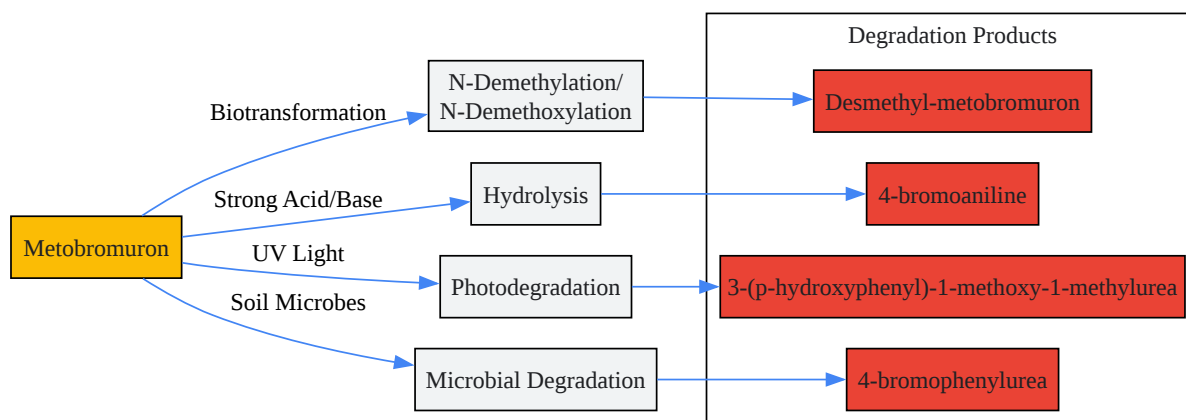 Degradation Products
N-Demethylation/
N-Demethoxylation
Desmethyl-metobromuron
Biotransformation
Strong Acid/Base
Hydrolysis
4-bromoaniline
Metobromuron
UV Light
Photodegradation
3-(p-hydroxyphenyl)-1-methoxy-1-methylurea
Soil Microbes
Microbial Degradation
4-bromophenylurea